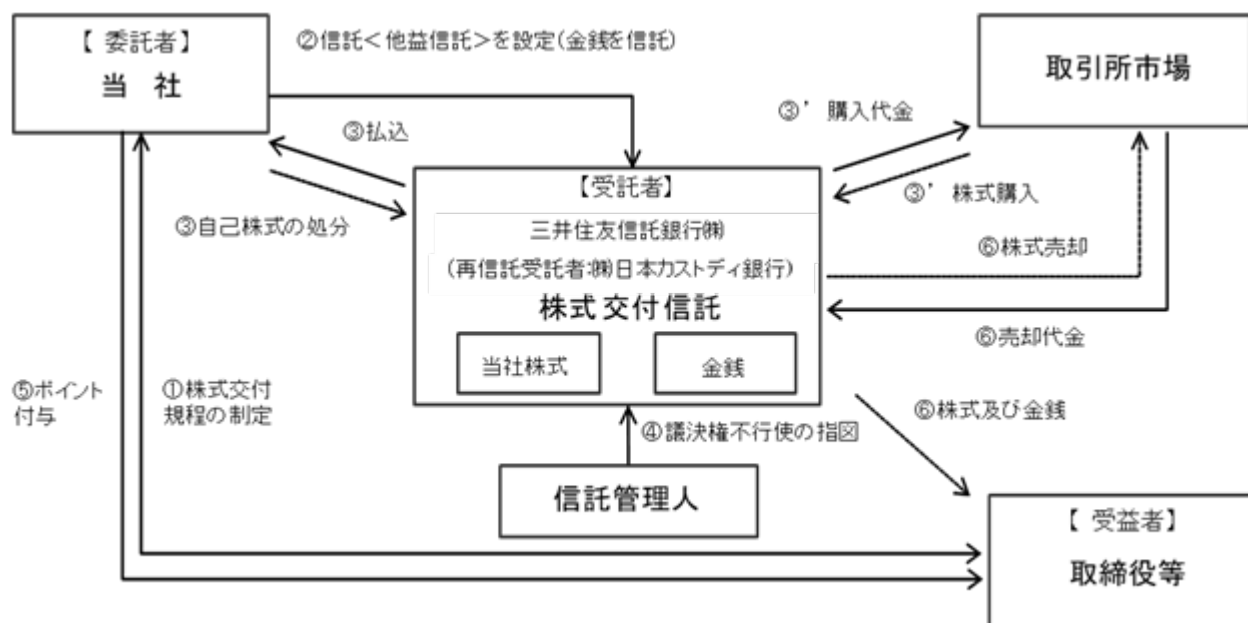 【 委託者】
当 社
②信託<他益信託>を設定(金銭を信託)
取引所市場
③払込
③’ 購入代金
③’ 株式購入
③自己株式の処分
【受託者】
三井住友信託銀行㈱
(再信託受託者:㈱日本カストディ銀行)
株式交付信託
当社株式
金銭
⑥株式売却
⑥売却代金
⑤ポイント
付与
①株式交付
規程の制定
④議決権不行使の指図
⑥株式及び金銭
信託管理人
【 受益者】
取締役等